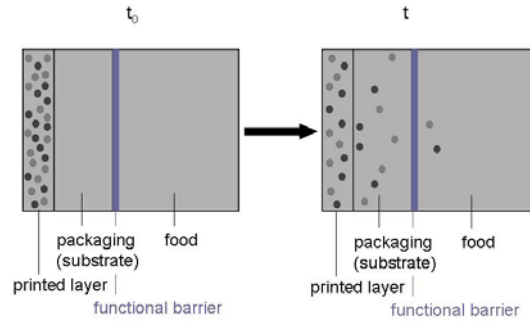 t₀
t
packaging
(substrate)
food
printed layer
functional barrier
packaging
(substrate)
food
printed layer
functional barrier